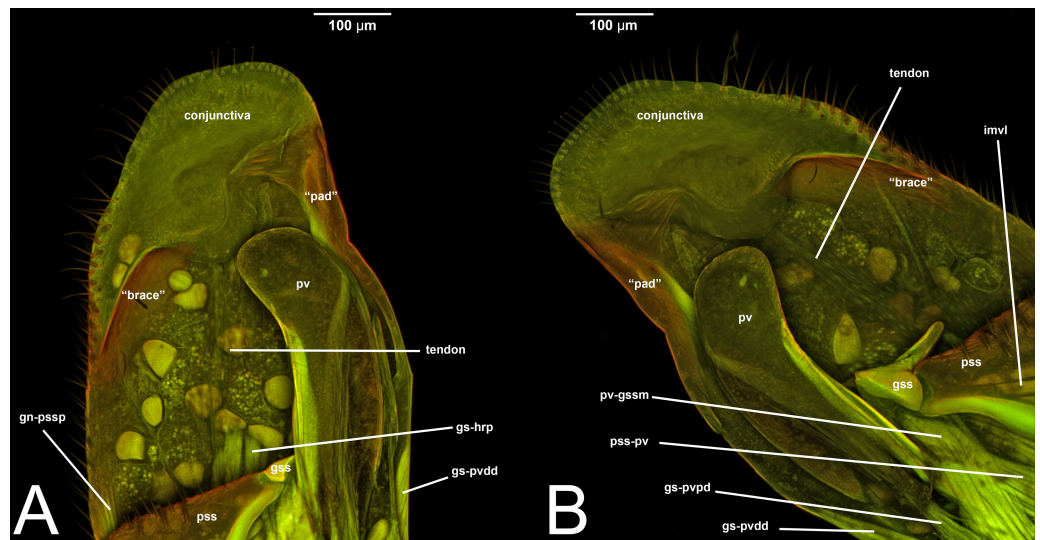 100 µm
100 µm
conjunctiva
"pad"
"brace"
pv
tendon
gn-pssp
gs-hrp
gss
gs-pvdd
pss
A
tendon
conjunctiva
imvl
"brace"
"pad"
pv
pss
gss
pv-gssm
pss-pv
gs-pvpd
gs-pvdd
B